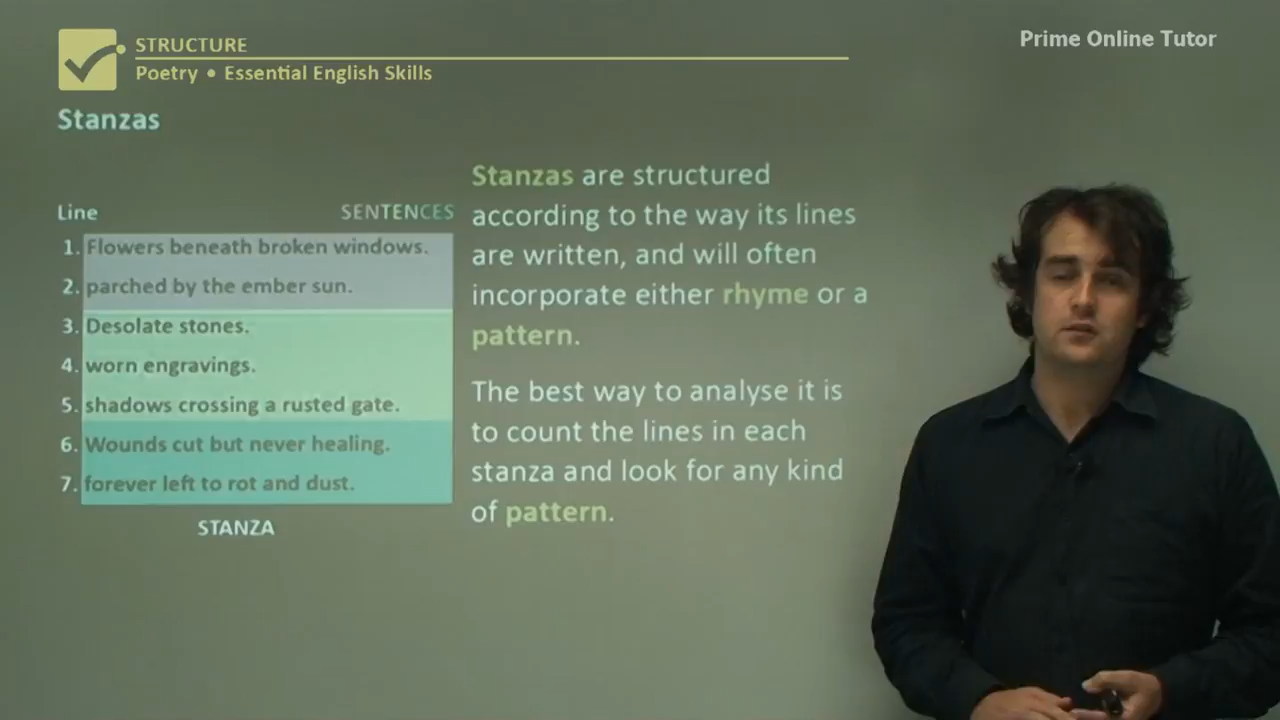 STRUCTURE
Poetry • Essential English Skills
Prime Online Tutor
Stanzas
Line SENTENCES
1. Flowers beneath broken windows.
2. parched by the ember sun.
3. Desolate stones.
4. worn engravings.
5. shadows crossing a rusted gate.
6. Wounds cut but never healing.
7. forever left to rot and dust.
STANZA
Stanzas are structured
according to the way its lines
are written, and will often
incorporate either rhyme or a
pattern.
The best way to analyse it is
to count the lines in each
stanza and look for any kind
of pattern.